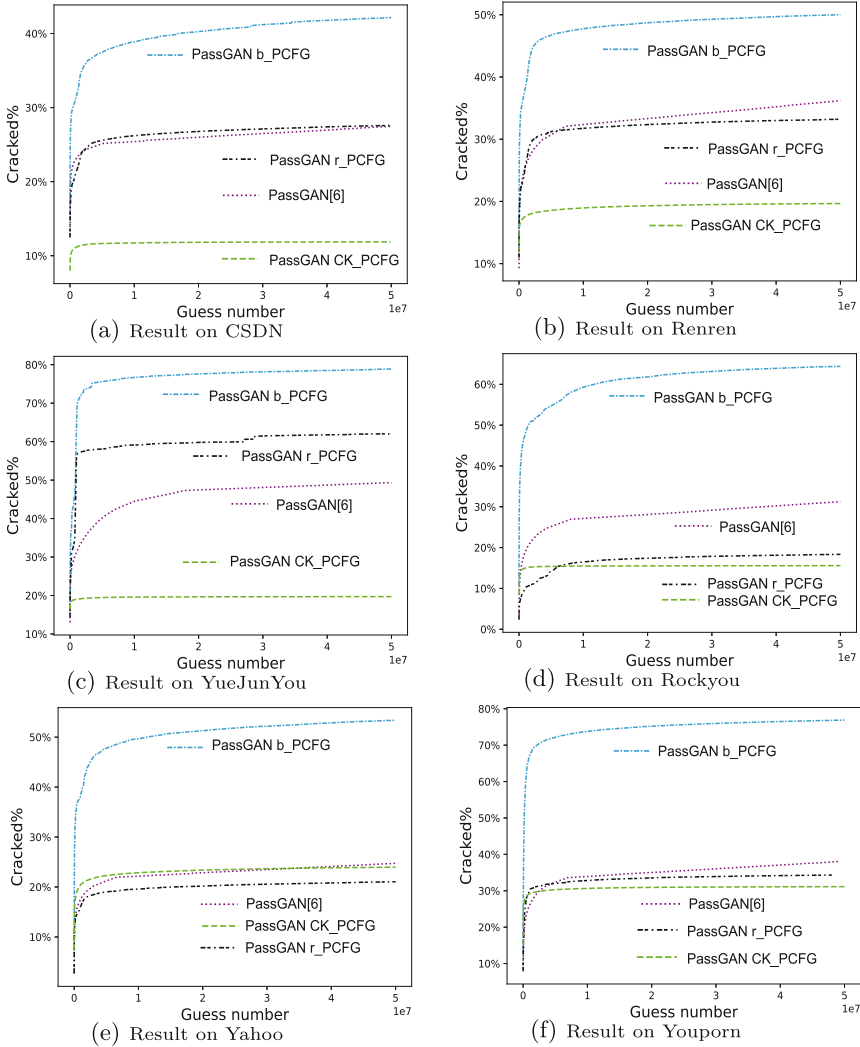 40%
30%
20%
10%
Cracked%
PassGAN b_PCFG
PassGAN r_PCFG
PassGAN[6]
PassGAN CK_PCFG
0 1 2 3 4 5
Guess number 1e7
(a) Result on CSDN
50%
40%
30%
20%
10%
Cracked%
PassGAN b_PCFG
PassGAN r_PCFG
PassGAN[6]
PassGAN CK_PCFG
0 1 2 3 4 5
Guess number 1e7
(b) Result on Renren
80%
70%
60%
50%
40%
30%
20%
10%
Cracked%
PassGAN b_PCFG
PassGAN r_PCFG
PassGAN[6]
PassGAN CK_PCFG
0 1 2 3 4 5
Guess number 1e7
(c) Result on YueJunYou
60%
50%
40%
30%
20%
10%
0%
Cracked%
PassGAN b_PCFG
PassGAN[6]
PassGAN r_PCFG
PassGAN CK_PCFG
0 1 2 3 4 5
Guess number 1e7
(d) Result on Rockyou
50%
40%
30%
20%
10%
Cracked%
PassGAN b_PCFG
PassGAN[6]
PassGAN CK_PCFG
PassGAN r_PCFG
0 1 2 3 4 5
Guess number 1e7
(e) Result on Yahoo
80%
70%
60%
50%
40%
30%
20%
10%
Cracked%
PassGAN b_PCFG
PassGAN[6]
PassGAN r_PCFG
PassGAN CK_PCFG
0 1 2 3 4 5
Guess number 1e7
(f) Result on Youporn